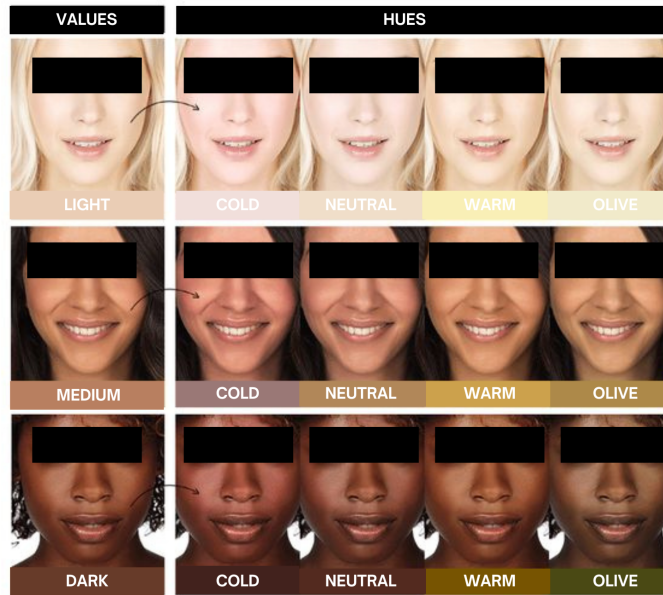 VALUES
HUES
LIGHT
COLD
NEUTRAL
WARM
OLIVE
MEDIUM
COLD
NEUTRAL
WARM
OLIVE
DARK
COLD
NEUTRAL
WARM
OLIVE